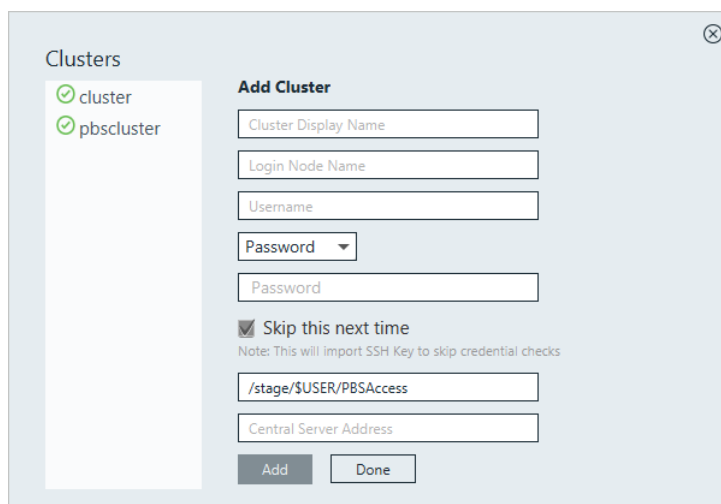 Clusters
cluster
pbscluster
Add Cluster
Cluster Display Name
Login Node Name
Username
Password
Password
Skip this next time
Note: This will import SSH Key to skip credential checks
/stage/$USER/PBSAccess
Central Server Address
Add
Done